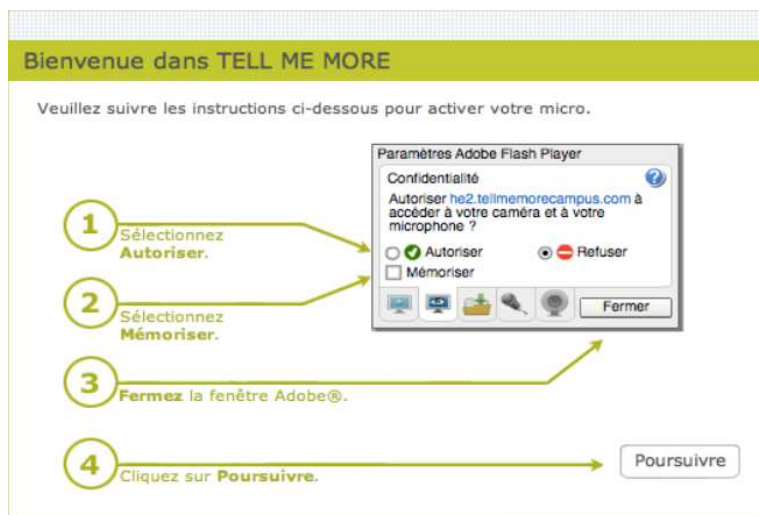 Bienvenue dans TELL ME MORE
Veuillez suivre les instructions ci-dessous pour activer votre micro.
Paramètres Adobe Flash Player
Confidentialité
?
Autoriser he2.tellmemorecampus.com à
accéder à votre caméra et à votre
microphone ?
Autoriser
Refuser
Mémoriser
Fermer
1
Sélectionnez
Autoriser.
2
Sélectionnez
Mémoriser.
3
Fermez la fenêtre Adobe®.
4
Cliquez sur Poursuivre.
Poursuivre